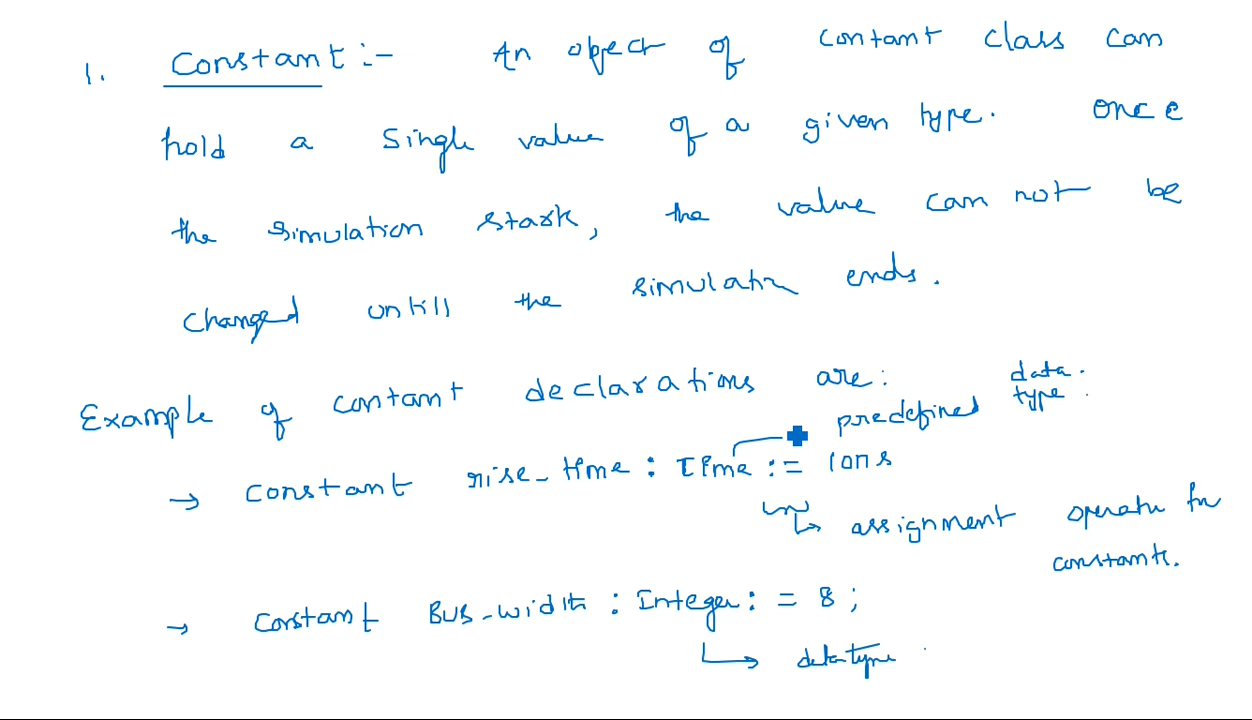 1. Constant :- An object of contant class can
hold a single value of a given type. Once
the simulation stark, the value can not be
changed untill the simulatn ends.
Example of contant declarations are:
predefined data type.
→ constant rise_time : Time := 10ns
↳ assignment operatn for constants.
→ constant Bus_width : Integer := 8;
↳ datatype